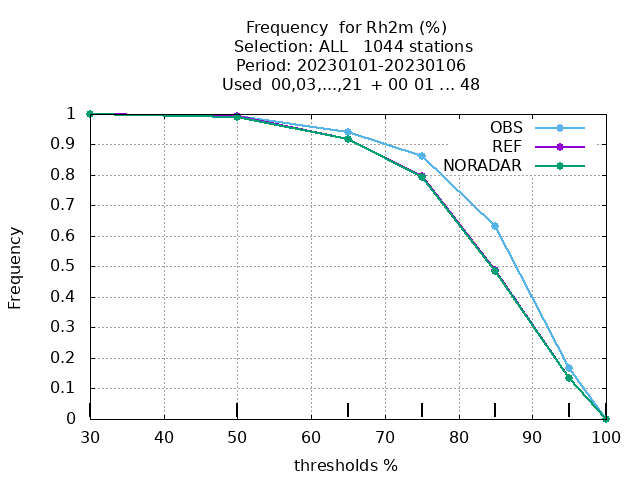 Frequency  for Rh2m (%)
Selection: ALL   1044 stations
Period: 20230101-20230106
Used  00,03,...,21  + 00 01 ... 48
OBS
REF
NORADAR
1
0.9
0.8
0.7
0.6
0.5
0.4
0.3
0.2
0.1
0
Frequency
30 40 50 60 70 80 90 100
thresholds %